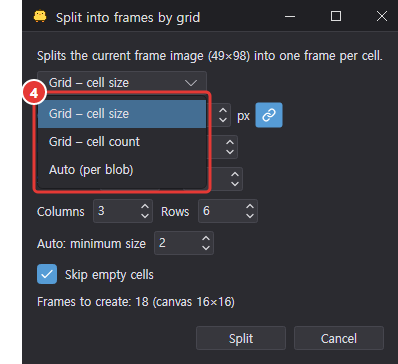 Split into frames by grid
Splits the current frame image (49×98) into one frame per cell.
Grid – cell size
4
Grid – cell size
px
Grid – cell count
Auto (per blob)
Columns 3 Rows 6
Auto: minimum size 2
Skip empty cells
Frames to create: 18 (canvas 16×16)
Split Cancel